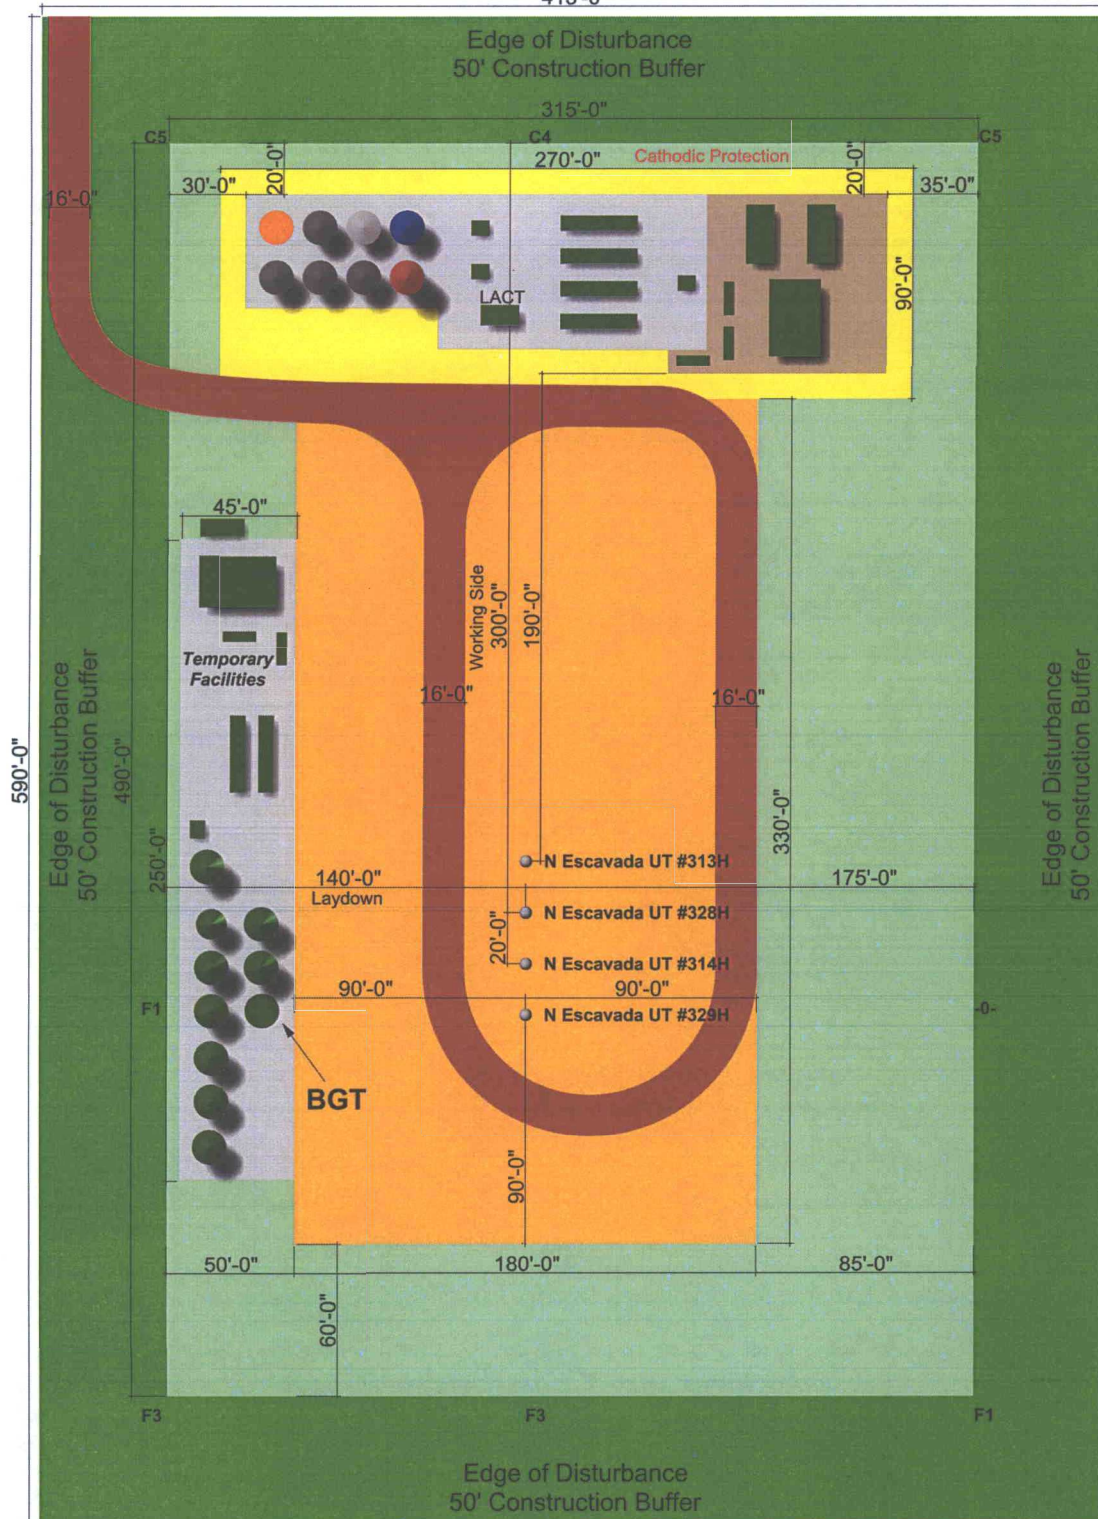 Edge of Disturbance
50' Construction Buffer
315'-0"
C5
C4
C5
270'-0"
Cathodic Protection
20'-0"
20'-0"
30'-0"
35'-0"
16'-0"
90'-0"
LACT
45'-0"
Working Side
300'-0"
190'-0"
Temporary
Facilities
16'-0"
16'-0"
590'-0"
Edge of Disturbance
50' Construction Buffer
490'-0"
330'-0"
Edge of Disturbance
50' Construction Buffer
N Escavada UT #313H
250'-0"
140'-0"
Laydown
175'-0"
N Escavada UT #328H
20'-0"
N Escavada UT #314H
90'-0"
90'-0"
F1
N Escavada UT #329H
-0-
BGT
90'-0"
50'-0"
180'-0"
85'-0"
60'-0"
F3
F3
F1
Edge of Disturbance
50' Construction Buffer